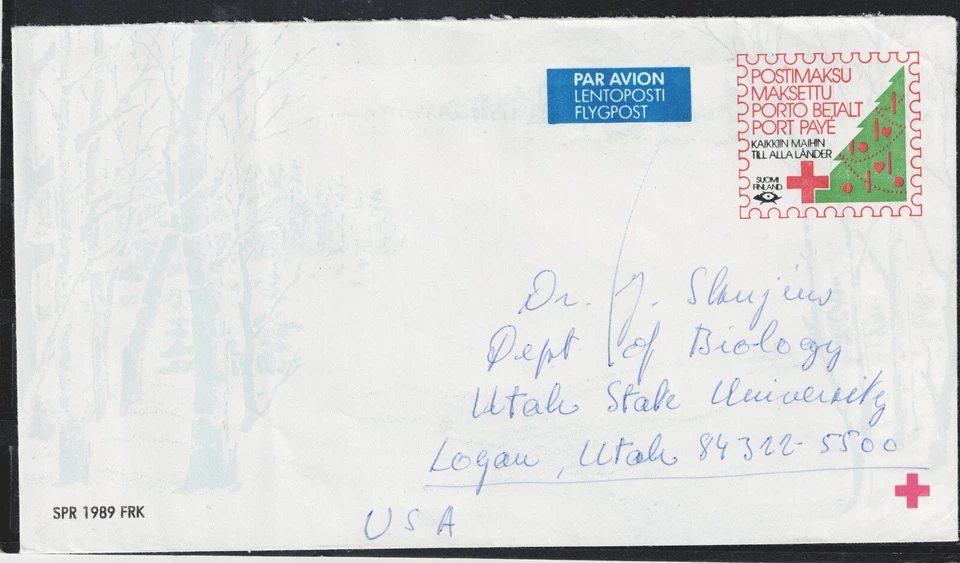 PAR AVION
LENTOPOSTI
FLYGPOST
POSTIMAKSU
MAKSETTU
PORTO BETALT
PORT PAYÉ
KAIKKIIN MAIHIN
TILL ALLA LÄNDER
SUOMI
FINLAND
Dr. J.
Dept of Biology
Utah State University
Logan, Utah 84322-5500
USA
SPR 1989 FRK